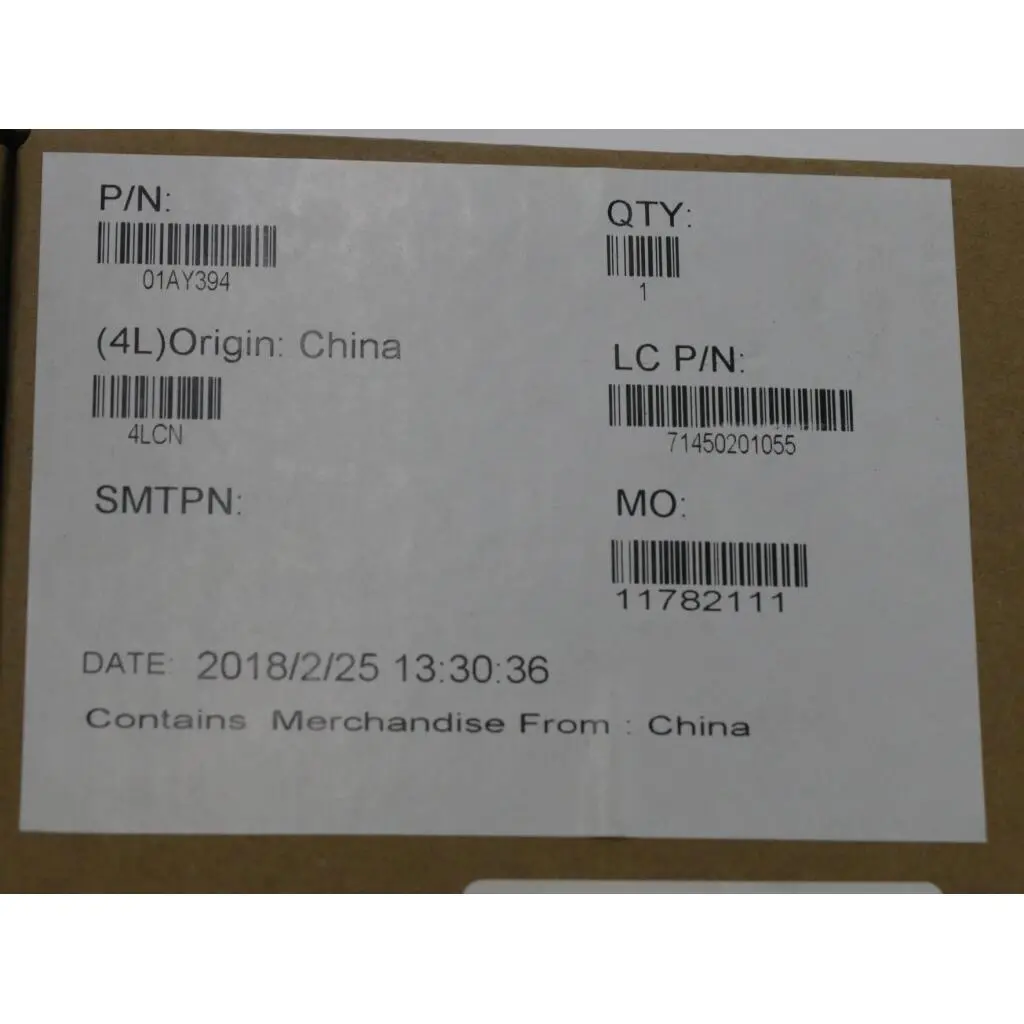 P/N:
01AY394
QTY:
1
(4L)Origin: China
4LCN
LC P/N:
71450201055
SMTPN:
MO:
11782111
DATE: 2018/2/25 13:30:36
Contains Merchandise From : China